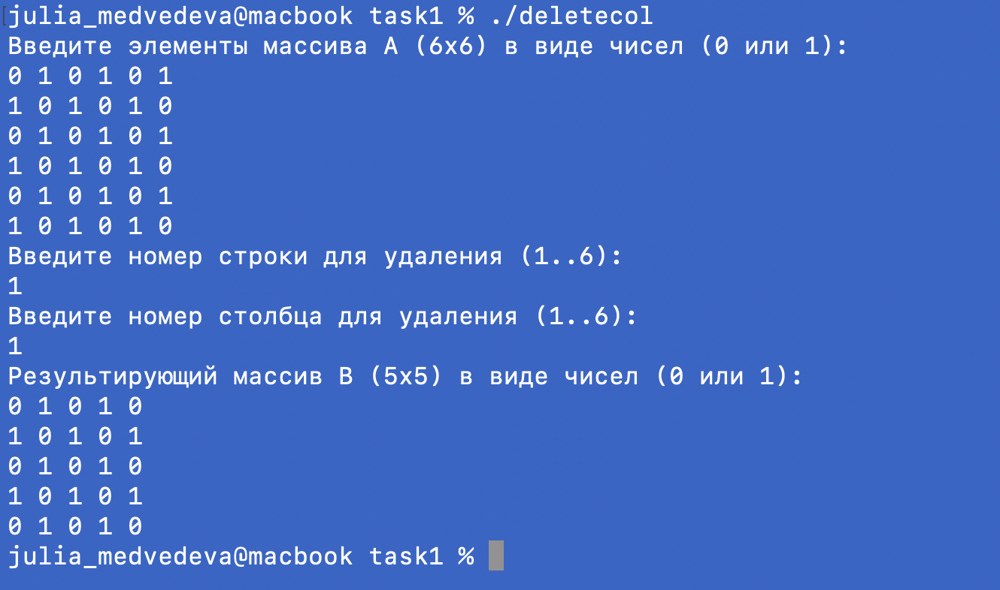 julia_medvedeva@macbook task1 % ./deletecol
Введите элементы массива A (6x6) в виде чисел (0 или 1):
0 1 0 1 0 1
1 0 1 0 1 0
0 1 0 1 0 1
1 0 1 0 1 0
0 1 0 1 0 1
1 0 1 0 1 0
Введите номер строки для удаления (1..6):
1
Введите номер столбца для удаления (1..6):
1
Результирующий массив B (5x5) в виде чисел (0 или 1):
0 1 0 1 0
1 0 1 0 1
0 1 0 1 0
1 0 1 0 1
0 1 0 1 0
julia_medvedeva@macbook task1 %